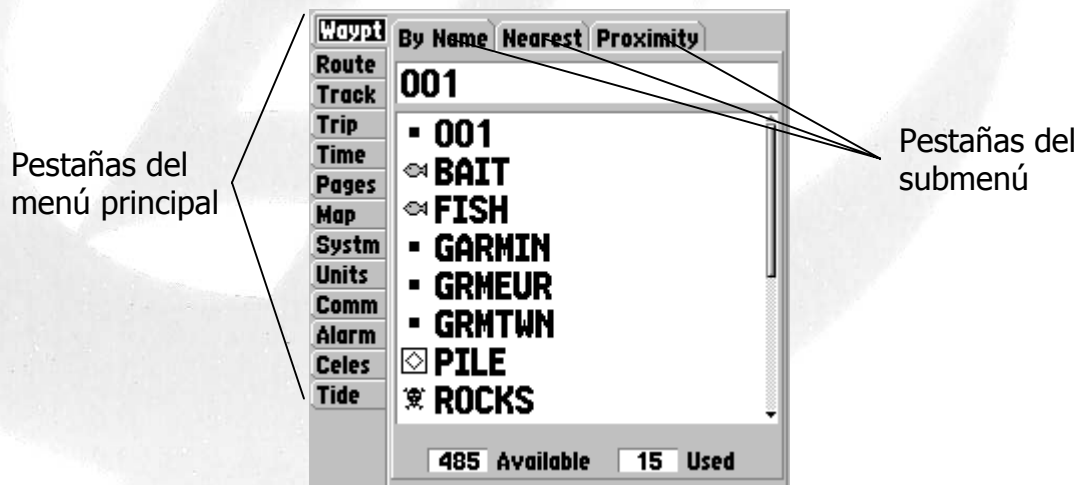 Pestañas del
menú principal
Waypt
Route
Track
Trip
Time
Pages
Map
Systm
Units
Comm
Alarm
Celes
Tide
By Name Nearest Proximity
001
001
BAIT
FISH
GARMIN
GRMEUR
GRMTWN
PILE
ROCKS
485 Available 15 Used
Pestañas del
submenú